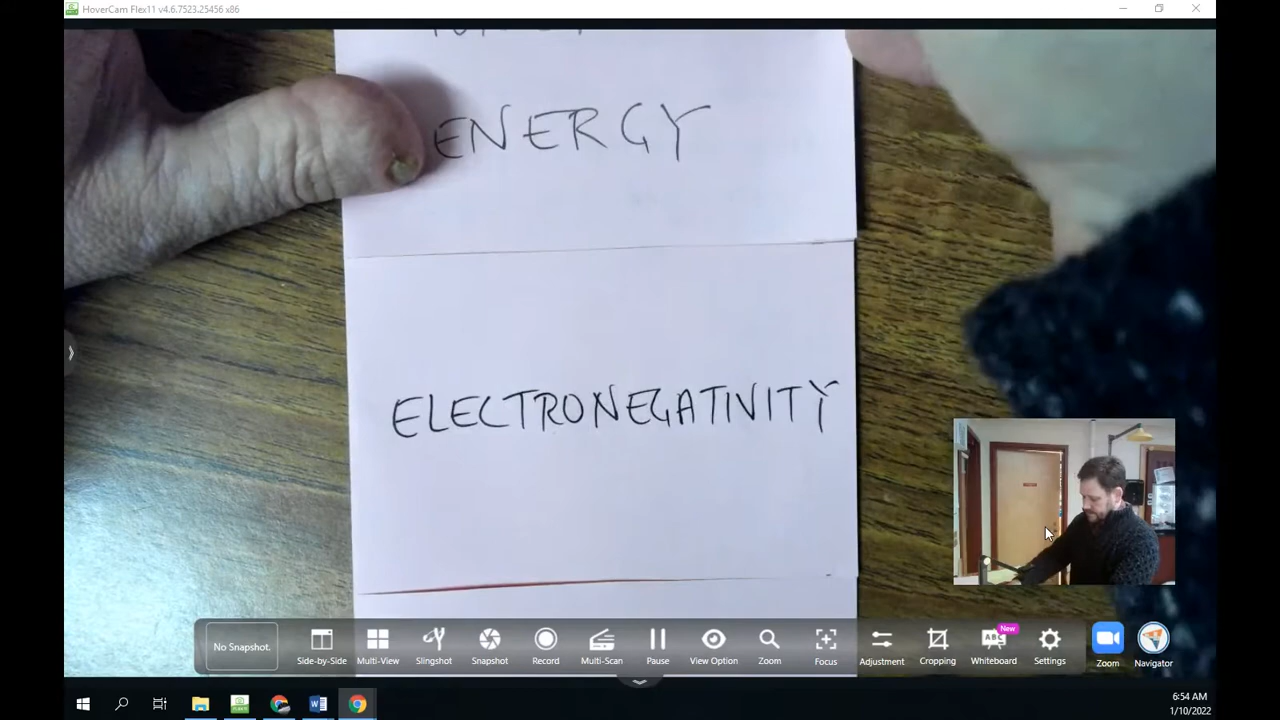 HoverCam Flex11 v4.6.7523.25456 x86
ENERGY
ELECTRONEGATIVITY
No Snapshot.
Side-by-Side
Multi-View
Slingshot
Snapshot
Record
Multi-Scan
Pause
View Option
Zoom
Focus
Adjustment
Cropping
New
ABC
Whiteboard
Settings
Zoom
Navigator
6:54 AM
1/10/2022